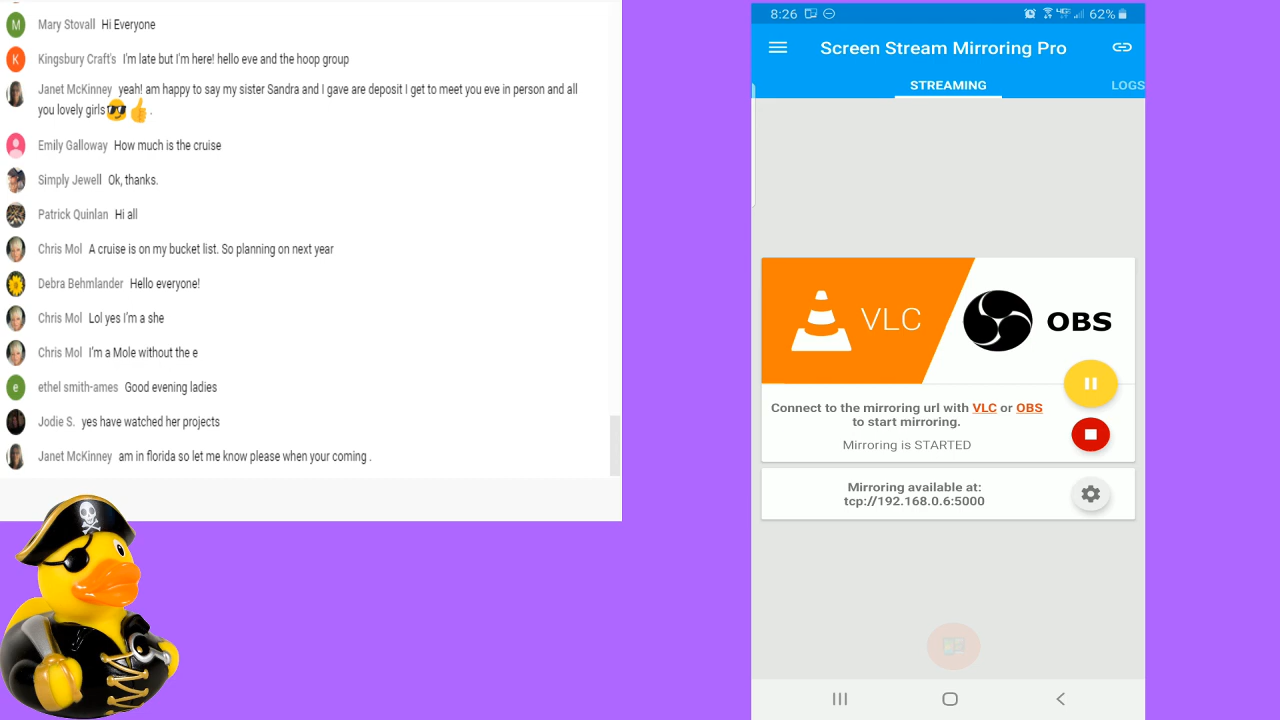 M Mary Stovall Hi Everyone
K Kingsbury Craft's I'm late but I'm here! hello eve and the hoop group
Janet McKinney yeah! am happy to say my sister Sandra and I gave are deposit I get to meet you eve in person and all
you lovely girls😎👍 .
Emily Galloway How much is the cruise
Simply Jewell Ok, thanks.
Patrick Quinlan Hi all
Chris Mol A cruise is on my bucket list. So planning on next year
Debra Behmlander Hello everyone!
Chris Mol Lol yes I'm a she
Chris Mol I'm a Mole without the e
e ethel smith-ames Good evening ladies
Jodie S. yes have watched her projects
Janet McKinney am in florida so let me know please when your coming .
8:26 62%
Screen Stream Mirroring Pro
STREAMING LOGS
VLC OBS
Connect to the mirroring url with VLC or OBS
to start mirroring.
Mirroring is STARTED
Mirroring available at:
tcp://192.168.0.6:5000